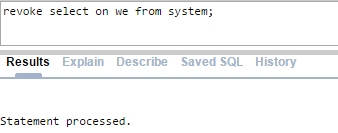 revoke select on we from system;
Results Explain Describe Saved SQL History
Statement processed.